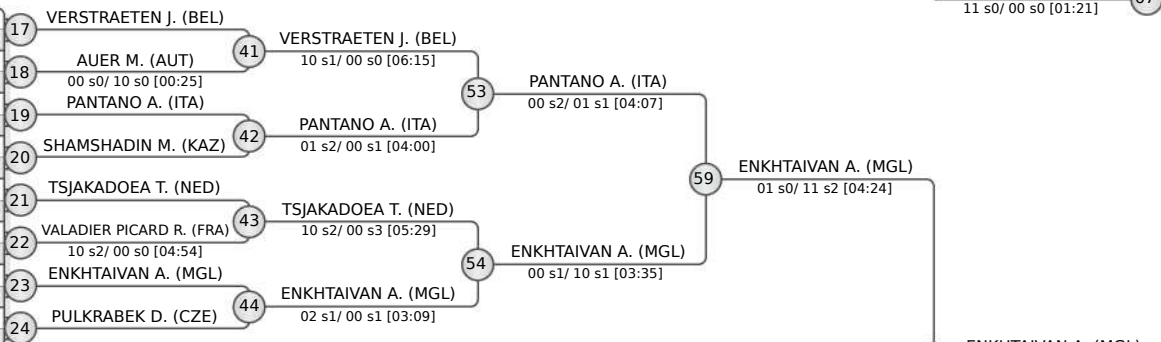 11 s0/ 00 s0 [01:21]
17
VERSTRAETEN J. (BEL)
41
VERSTRAETEN J. (BEL)
10 s1/ 00 s0 [06:15]
18
AUER M. (AUT)
00 s0/ 10 s0 [00:25]
53
PANTANO A. (ITA)
00 s2/ 01 s1 [04:07]
19
PANTANO A. (ITA)
42
PANTANO A. (ITA)
01 s2/ 00 s1 [04:00]
20
SHAMSHADIN M. (KAZ)
59
ENKHTAIVAN A. (MGL)
01 s0/ 11 s2 [04:24]
21
TSJAKADOEA T. (NED)
43
TSJAKADOEA T. (NED)
10 s2/ 00 s3 [05:29]
22
VALADIER PICARD R. (FRA)
10 s2/ 00 s0 [04:54]
54
ENKHTAIVAN A. (MGL)
00 s1/ 10 s1 [03:35]
23
ENKHTAIVAN A. (MGL)
44
ENKHTAIVAN A. (MGL)
02 s1/ 00 s1 [03:09]
24
PULKRABEK D. (CZE)